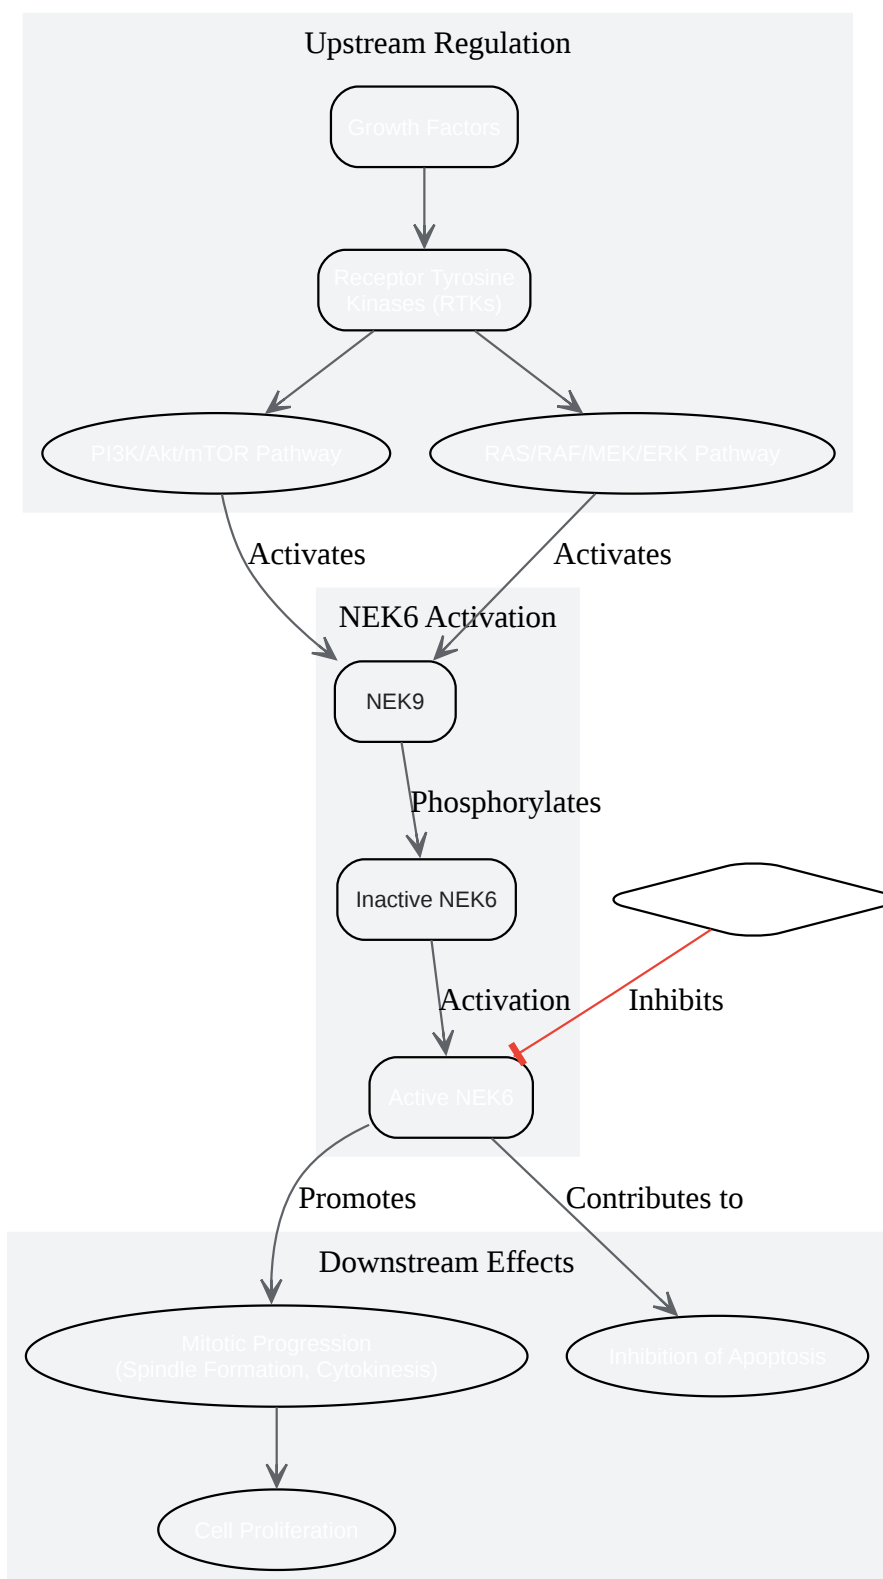 Upstream Regulation
Growth Factors
Receptor Tyrosine
Kinases (RTKs)
PI3K/Akt/mTOR Pathway
RAS/RAF/MEK/ERK Pathway
Activates
Activates
NEK6 Activation
NEK9
Phosphorylates
Inactive NEK6
Activation
Inhibits
Active NEK6
Promotes
Contributes to
Downstream Effects
Mitotic Progression
(Spindle Formation, Cytokinesis)
Inhibition of Apoptosis
Cell Proliferation